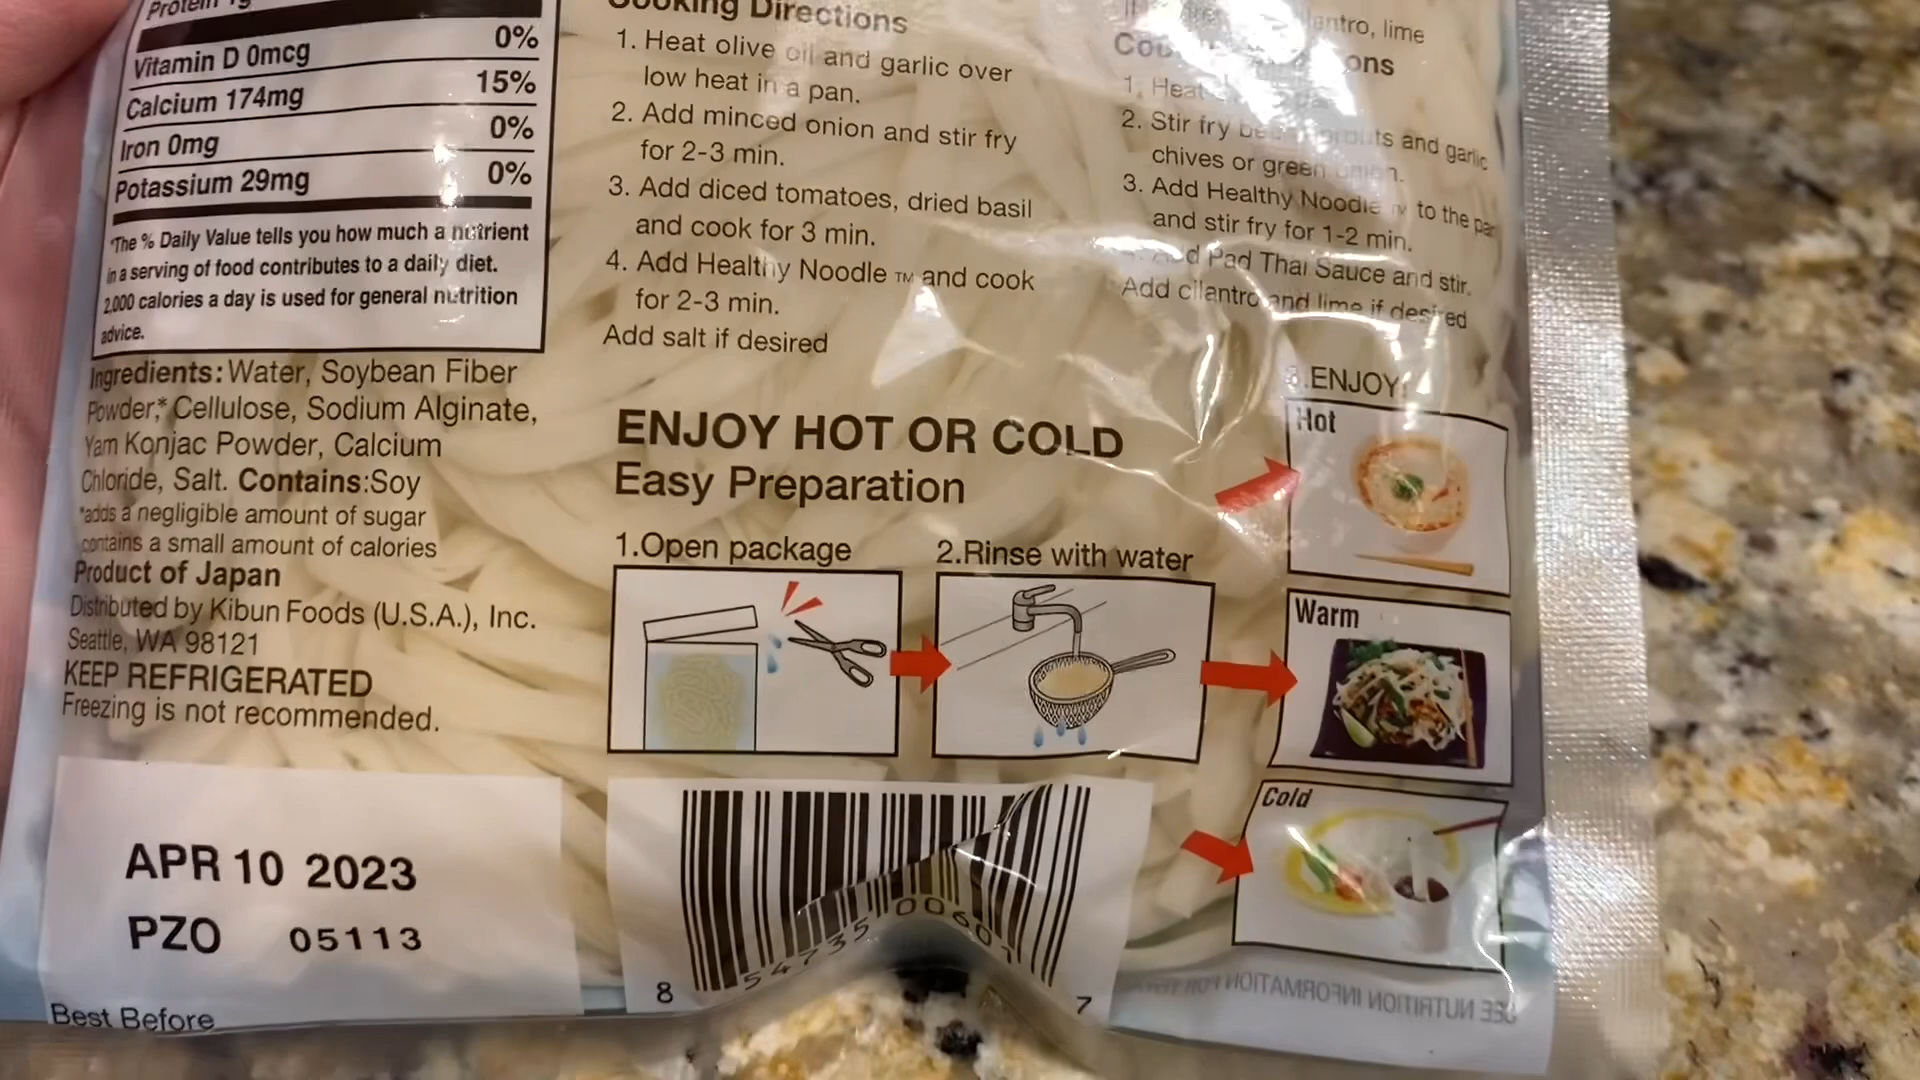 Protein 1g
Vitamin D 0mcg 0%
Calcium 174mg 15%
Iron 0mg 0%
Potassium 29mg 0%
*The % Daily Value tells you how much a nutrient
in a serving of food contributes to a daily diet.
2,000 calories a day is used for general nutrition
advice.
Ingredients: Water, Soybean Fiber
Powder,* Cellulose, Sodium Alginate,
Yam Konjac Powder, Calcium
Chloride, Salt. Contains:Soy
*adds a negligible amount of sugar
contains a small amount of calories
Product of Japan
Distributed by Kibun Foods (U.S.A.), Inc.
Seattle, WA 98121
KEEP REFRIGERATED
Freezing is not recommended.
APR 10 2023
PZO 05113
Best Before
Cooking Directions
1. Heat olive oil and garlic over
low heat in a pan.
2. Add minced onion and stir fry
for 2-3 min.
3. Add diced tomatoes, dried basil
and cook for 3 min.
4. Add Healthy Noodle TM and cook
for 2-3 min.
Add salt if desired
lime
1. Heat
2. Stir fry bean sprouts and garlic
chives or green onion.
3. Add Healthy Noodle TM to the pan
and stir fry for 1-2 min.
Add Pad Thai Sauce and stir.
Add cilantro and lime if desired
ENJOY HOT OR COLD
Easy Preparation
1.Open package
2.Rinse with water
3.ENJOY!
Hot
Warm
Cold
8 54735 00601 7
SEE NUTRITION INFORMATION FOR